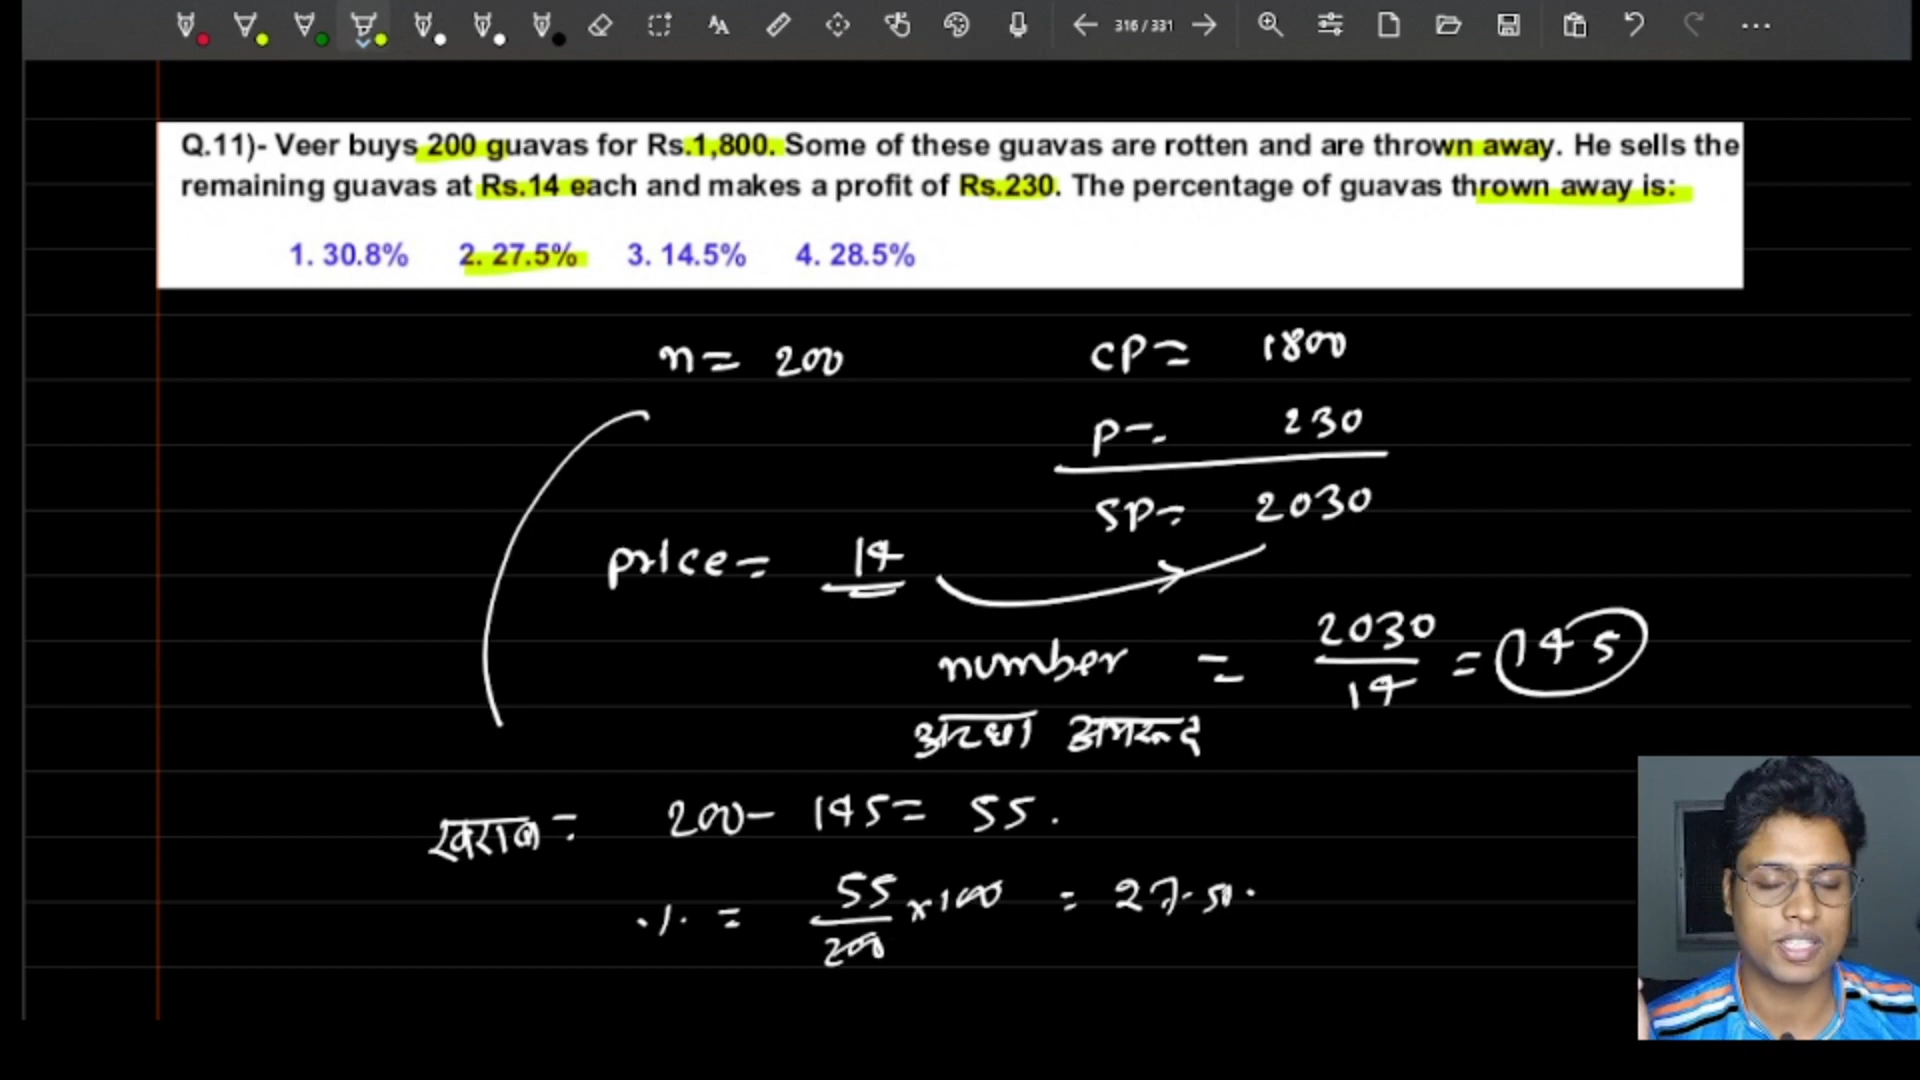 316 / 331
Q.11)- Veer buys 200 guavas for Rs.1,800. Some of these guavas are rotten and are thrown away. He sells the
remaining guavas at Rs.14 each and makes a profit of Rs.230. The percentage of guavas thrown away is:
1. 30.8% 2. 27.5% 3. 14.5% 4. 28.5%
n = 200 CP = 1800
P = 230
SP = 2030
price = 14
number = 2030/14 = 145
अच्छा अमरूद
खराब = 200 - 145 = 55.
% = 55/200 × 100 = 27.50.